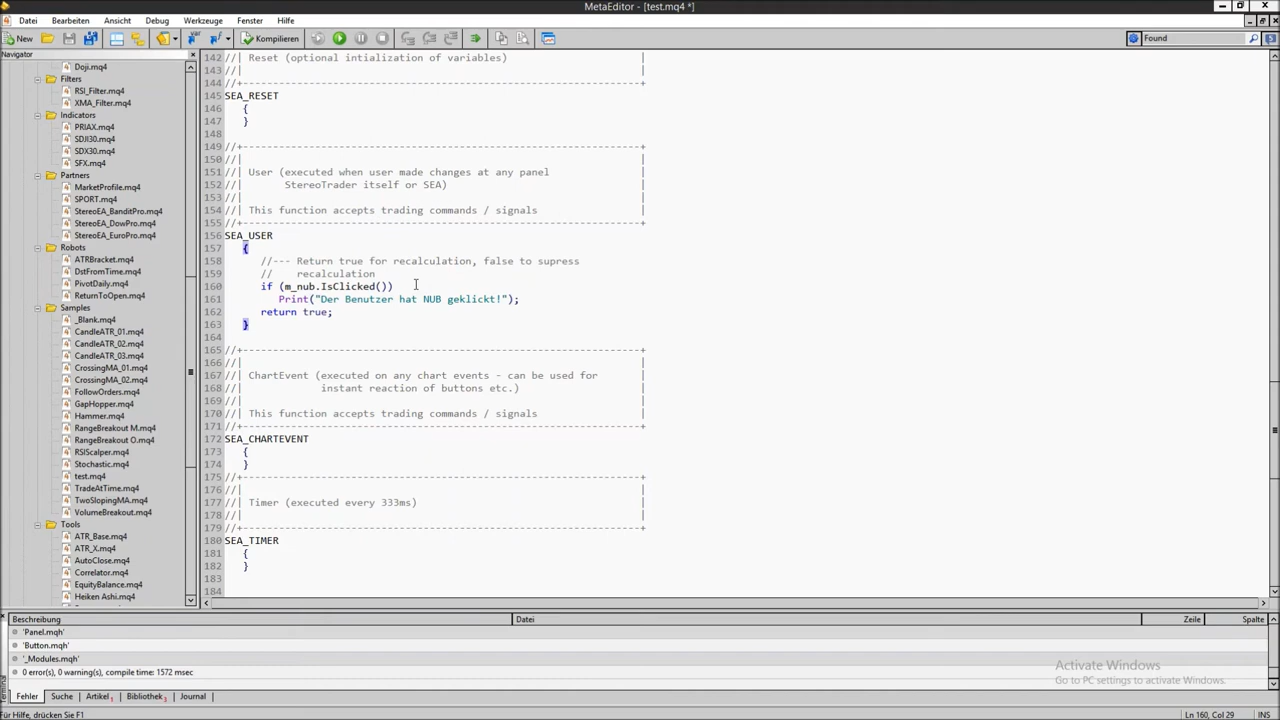 MetaEditor - [test.mq4 *]
Datei Bearbeiten Ansicht Debug Werkzeuge Fenster Hilfe
New Kompilieren Found
Navigator
Doji.mq4
Filters
RSI_Filter.mq4
XMA_Filter.mq4
Indicators
PRIAX.mq4
SDJI30.mq4
SDX30.mq4
SFX.mq4
Partners
MarketProfile.mq4
SPORT.mq4
StereoEA_BanditPro.mq4
StereoEA_DowPro.mq4
StereoEA_EuroPro.mq4
Robots
ATRBracket.mq4
DstFromTime.mq4
PivotDaily.mq4
ReturnToOpen.mq4
Samples
_Blank.mq4
CandleATR_01.mq4
CandleATR_02.mq4
CandleATR_03.mq4
CrossingMA_01.mq4
CrossingMA_02.mq4
FollowOrders.mq4
GapHopper.mq4
Hammer.mq4
RangeBreakout M.mq4
RangeBreakout O.mq4
RSIScalper.mq4
Stochastic.mq4
test.mq4
TradeAtTime.mq4
TwoSlopingMA.mq4
VolumeBreakout.mq4
Tools
ATR_Base.mq4
ATR_X.mq4
AutoClose.mq4
Correlator.mq4
EquityBalance.mq4
Heiken Ashi.mq4
142 //| Reset (optional intialization of variables) |
143 //| |
144 //+------------------------------------------------------------------+
145 SEA_RESET
146 {
147 }
148
149 //+------------------------------------------------------------------+
150 //| |
151 //| User (executed when user made changes at any panel |
152 //| StereoTrader itself or SEA) |
153 //| |
154 //| This function accepts trading commands / signals |
155 //+------------------------------------------------------------------+
156 SEA_USER
157 {
158 //--- Return true for recalculation, false to supress
159 // recalculation
160 if (m_nub.IsClicked())
161 Print("Der Benutzer hat NUB geklickt!");
162 return true;
163 }
164
165 //+------------------------------------------------------------------+
166 //| |
167 //| ChartEvent (executed on any chart events - can be used for |
168 //| instant reaction of buttons etc.) |
169 //| |
170 //| This function accepts trading commands / signals |
171 //+------------------------------------------------------------------+
172 SEA_CHARTEVENT
173 {
174 }
175 //+------------------------------------------------------------------+
176 //| |
177 //| Timer (executed every 333ms) |
178 //| |
179 //+------------------------------------------------------------------+
180 SEA_TIMER
181 {
182 }
183
184
Beschreibung Datei Zeile Spalte
'Panel.mqh'
'Button.mqh'
'_Modules.mqh'
0 error(s), 0 warning(s), compile time: 1572 msec
Activate Windows
Go to PC settings to activate Windows.
Terminal
Fehler Suche Artikel Bibliothek Journal
Für Hilfe, drücken Sie F1 Ln 160, Col 29 INS